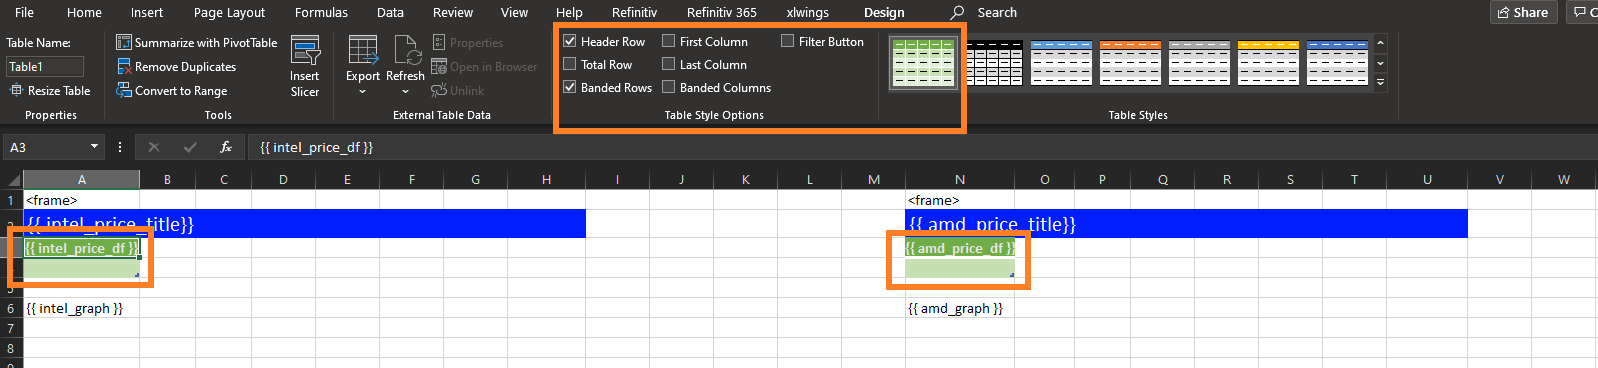 File Home Insert Page Layout Formulas Data Review View Help Refinitiv Refinitiv 365 xlwings Design Search Share
Table Name:
Table1
Resize Table
Properties
Summarize with PivotTable
Remove Duplicates
Convert to Range
Insert
Slicer
Tools
Export
Refresh
Properties
Open in Browser
Unlink
External Table Data
Header Row First Column Filter Button
Total Row Last Column
Banded Rows Banded Columns
Table Style Options
Table Styles
A3 fx {{ intel_price_df }}
A B C D E F G H I J K L M N O P Q R S T U V W
1 <frame> <frame>
{{ intel_price_title}} {{ amd_price_title}}
{{ intel_price_df }} {{ amd_price_df }}
6 {{ intel_graph }} {{ amd_graph }}
7
8